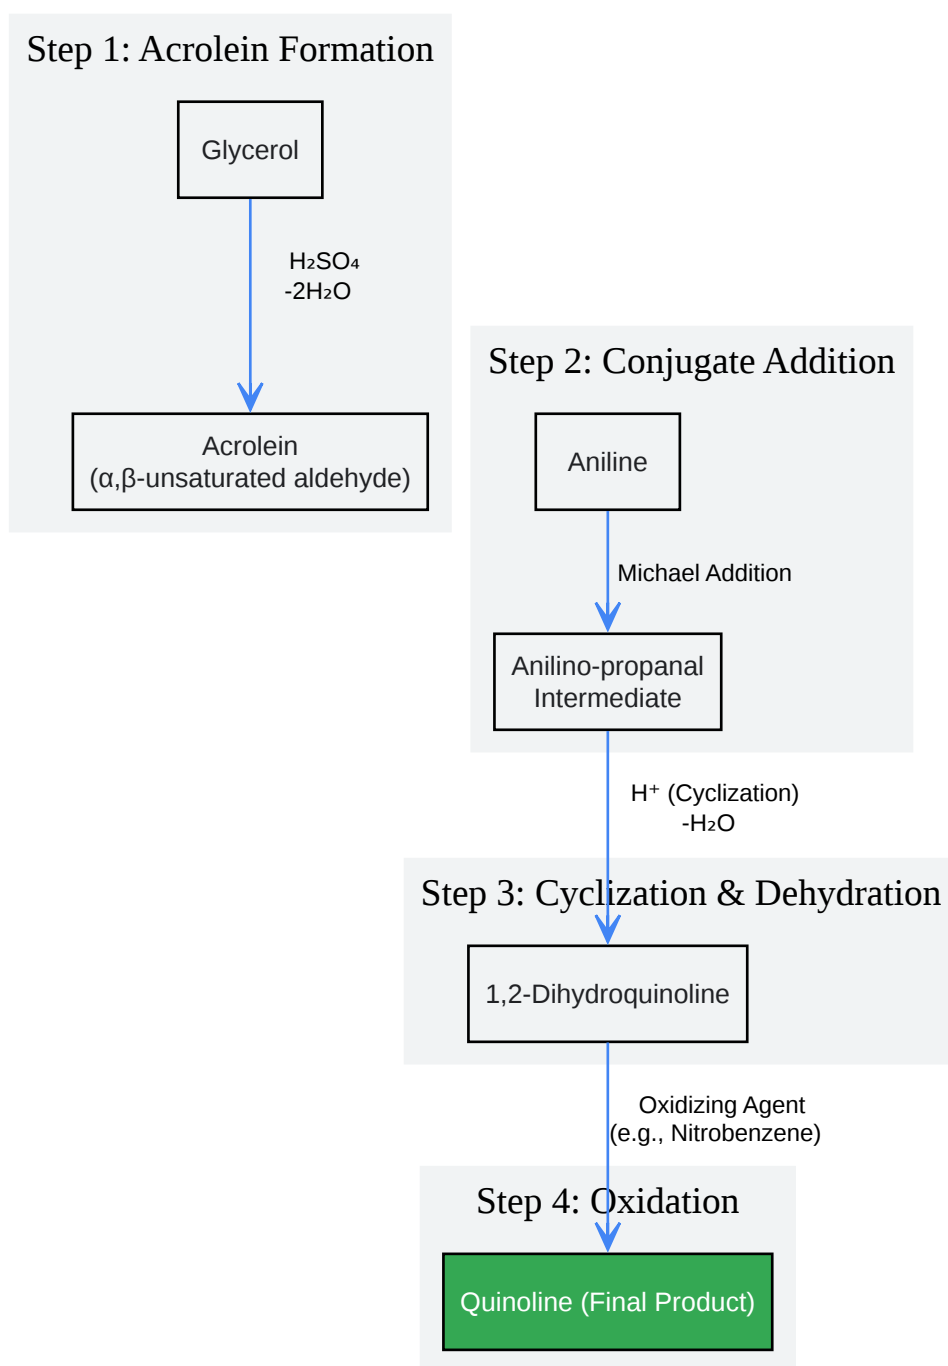 Step 1: Acrolein Formation
Glycerol
H₂SO₄
-2H₂O
Acrolein
(α,β-unsaturated aldehyde)
Step 2: Conjugate Addition
Aniline
Michael Addition
Anilino-propanal
Intermediate
H⁺ (Cyclization)
-H₂O
Step 3: Cyclization & Dehydration
1,2-Dihydroquinoline
Oxidizing Agent
(e.g., Nitrobenzene)
Step 4: Oxidation
Quinoline (Final Product)